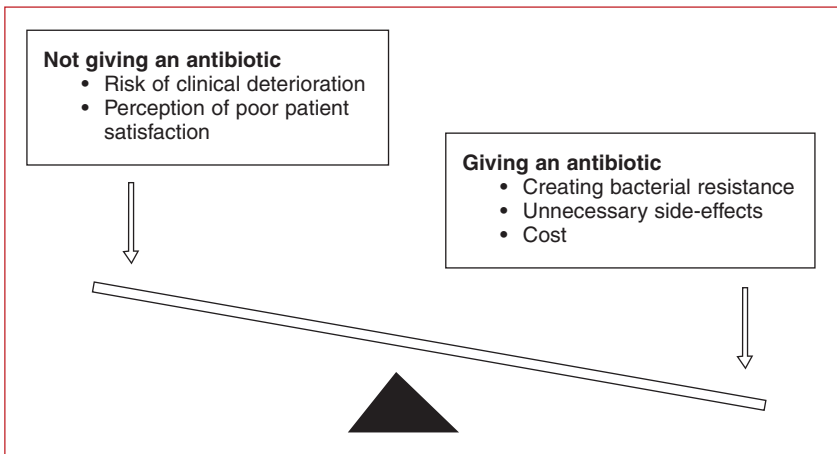 Not giving an antibiotic
• Risk of clinical deterioration
• Perception of poor patient
satisfaction
Giving an antibiotic
• Creating bacterial resistance
• Unnecessary side-effects
• Cost